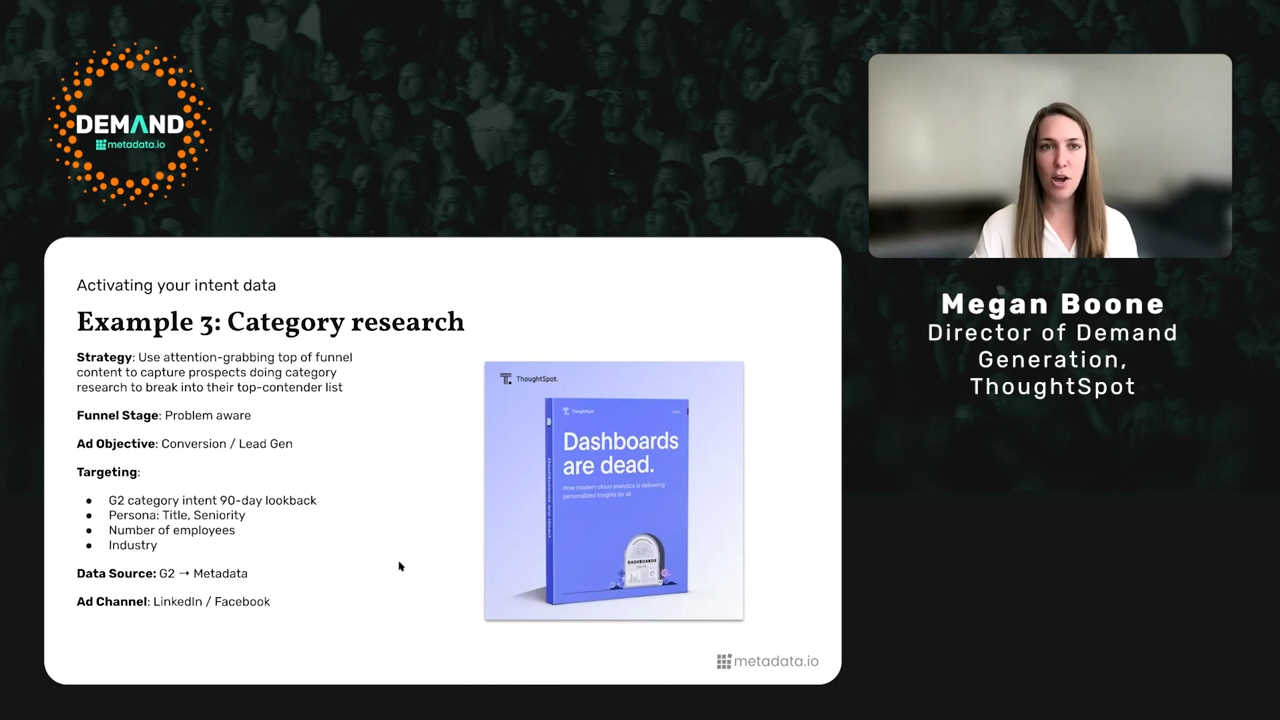 DEMAND
metadata.io
Activating your intent data
Example 3: Category research
Strategy: Use attention-grabbing top of funnel
content to capture prospects doing category
research to break into their top-contender list
Funnel Stage: Problem aware
Ad Objective: Conversion / Lead Gen
Targeting:
● G2 category intent 90-day lookback
● Persona: Title, Seniority
● Number of employees
● Industry
Data Source: G2 → Metadata
Ad Channel: LinkedIn / Facebook
ThoughtSpot.
ThoughtSpot.
Dashboards
are dead.
How modern cloud analytics is delivering
personalized insights for all
Dashboards are dead.
DASHBOARDS
metadata.io
Megan Boone
Director of Demand
Generation,
ThoughtSpot